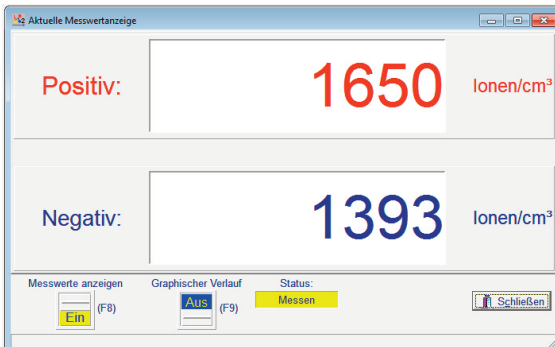 Aktuelle Messwertanzeige
Positiv: 1650 Ionen/cm³
Negativ: 1393 Ionen/cm³
Messwerte anzeigen Graphischer Verlauf Status:
Ein (F8) Aus (F9) Messen Schließen